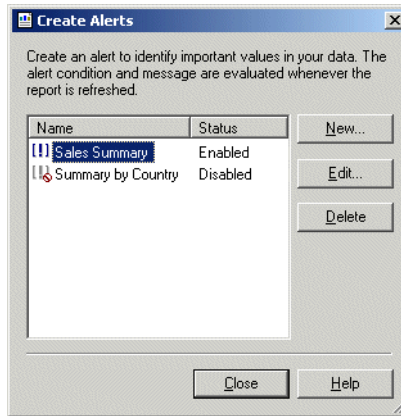 Create Alerts
Create an alert to identify important values in your data. The
alert condition and message are evaluated whenever the
report is refreshed.
Name Status
Sales Summary Enabled
Summary by Country Disabled
New...
Edit...
Delete
Close Help